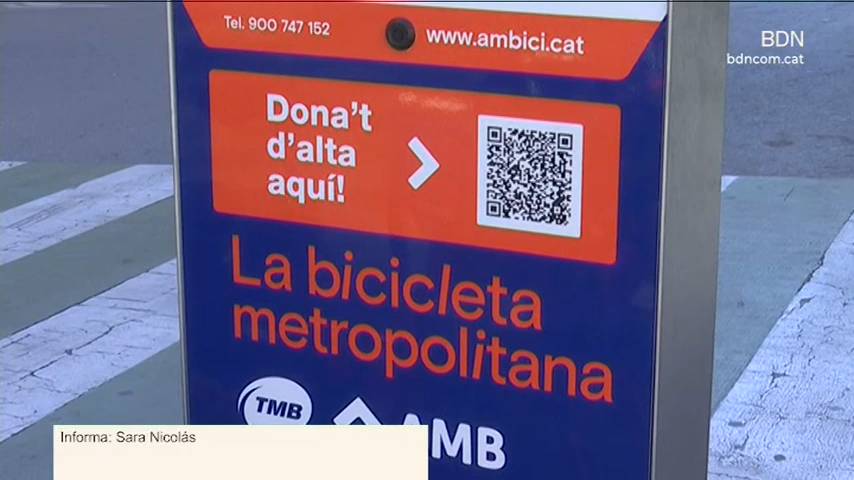 Tel. 900 747 152
www.ambici.cat
BDN
bdncom.cat
Dona't
d'alta
aquí!
La bicicleta
metropolitana
TMB
AMB
Informa: Sara Nicolás